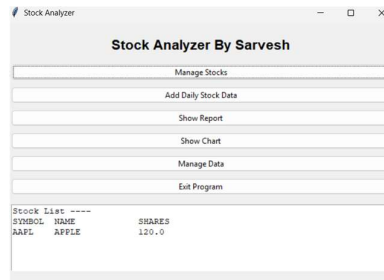 Stock Analyzer
Stock Analyzer By Sarvesh
Manage Stocks
Add Daily Stock Data
Show Report
Show Chart
Manage Data
Exit Program
Stock List ----
SYMBOL NAME SHARES
AAPL APPLE 120.0